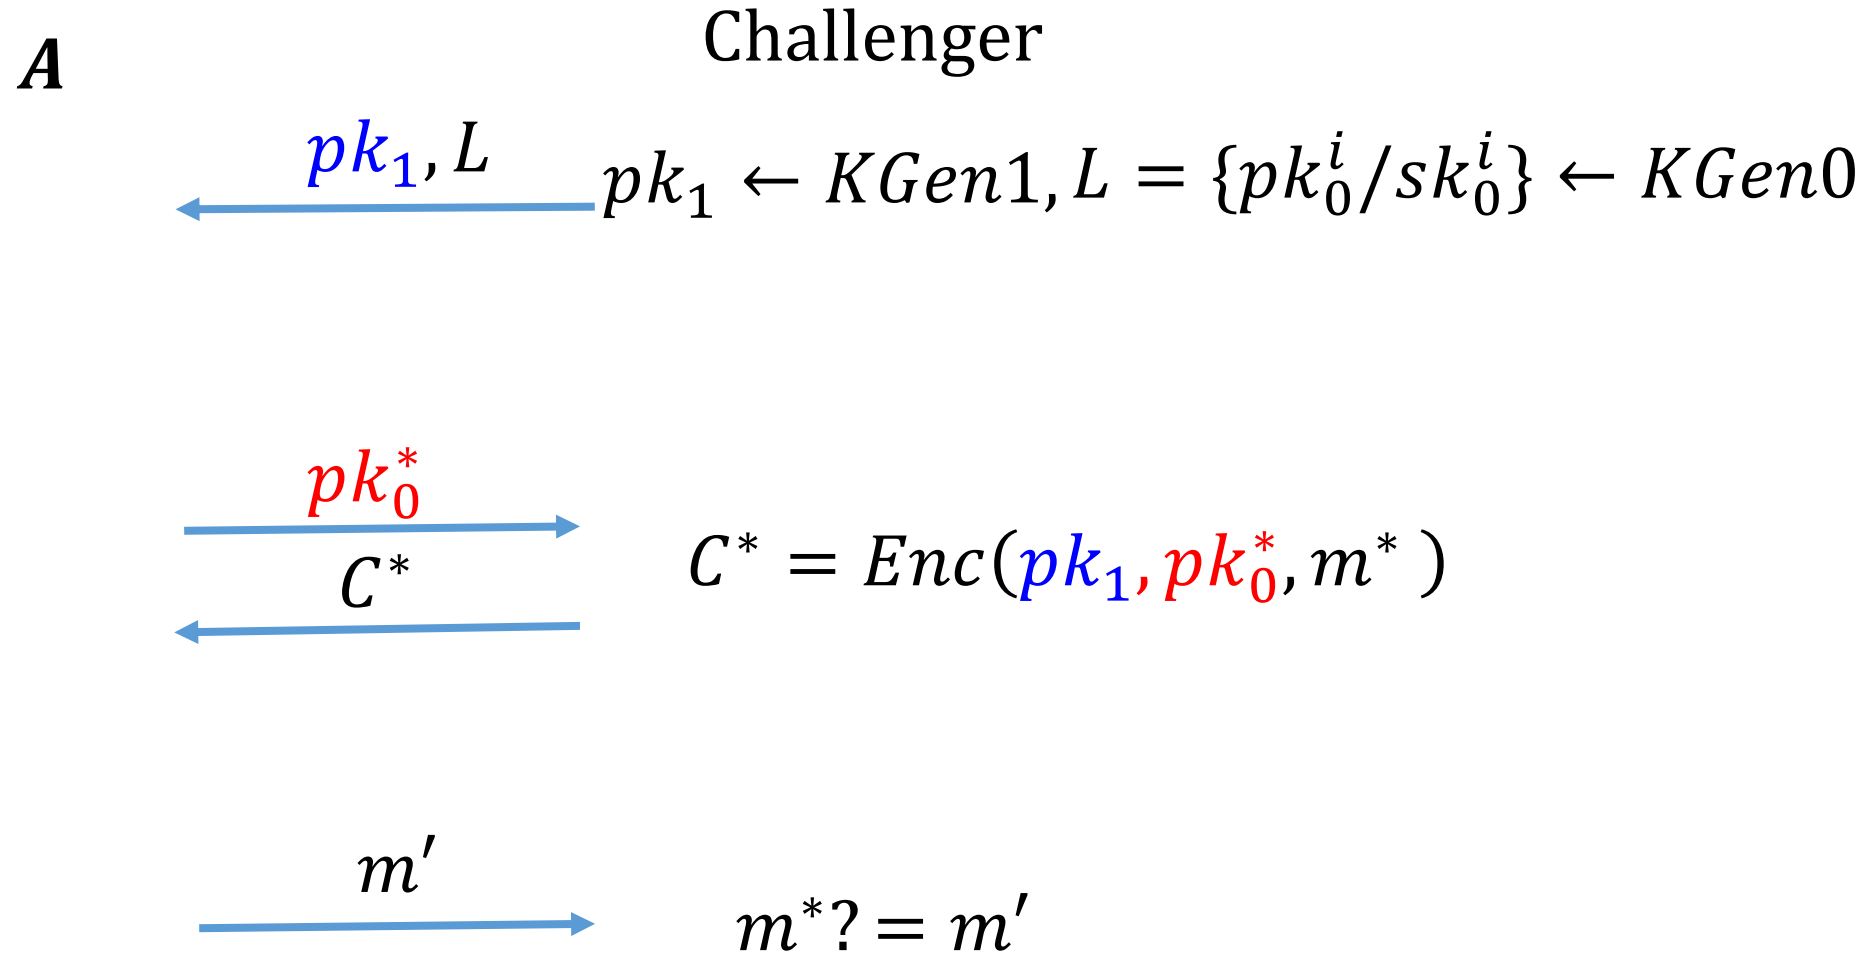 A
Challenger
pk₁, L
pk₁ ← KGen1, L = {pk₀ⁱ/sk₀ⁱ} ← KGen0
pk₀*
C* = Enc(pk₁, pk₀*, m* )
C*
m′
m*? = m′